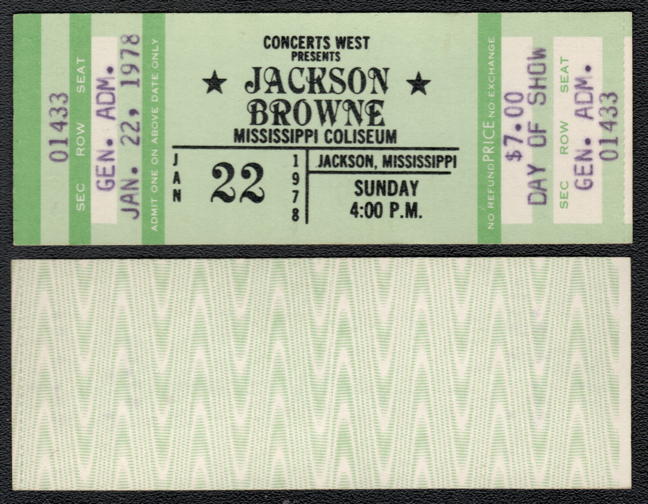 01433
SEC ROW SEAT
GEN. ADM.
JAN. 22, 1978
ADMIT ONE ON ABOVE DATE ONLY
CONCERTS WEST
PRESENTS
★ JACKSON ★
BROWNE
MISSISSIPPI COLISEUM
JAN 22 1978
JACKSON, MISSISSIPPI
SUNDAY
4:00 P.M.
NO REFUND PRICE NO EXCHANGE
$7.00
DAY OF SHOW
SEC ROW SEAT
GEN. ADM.
01433